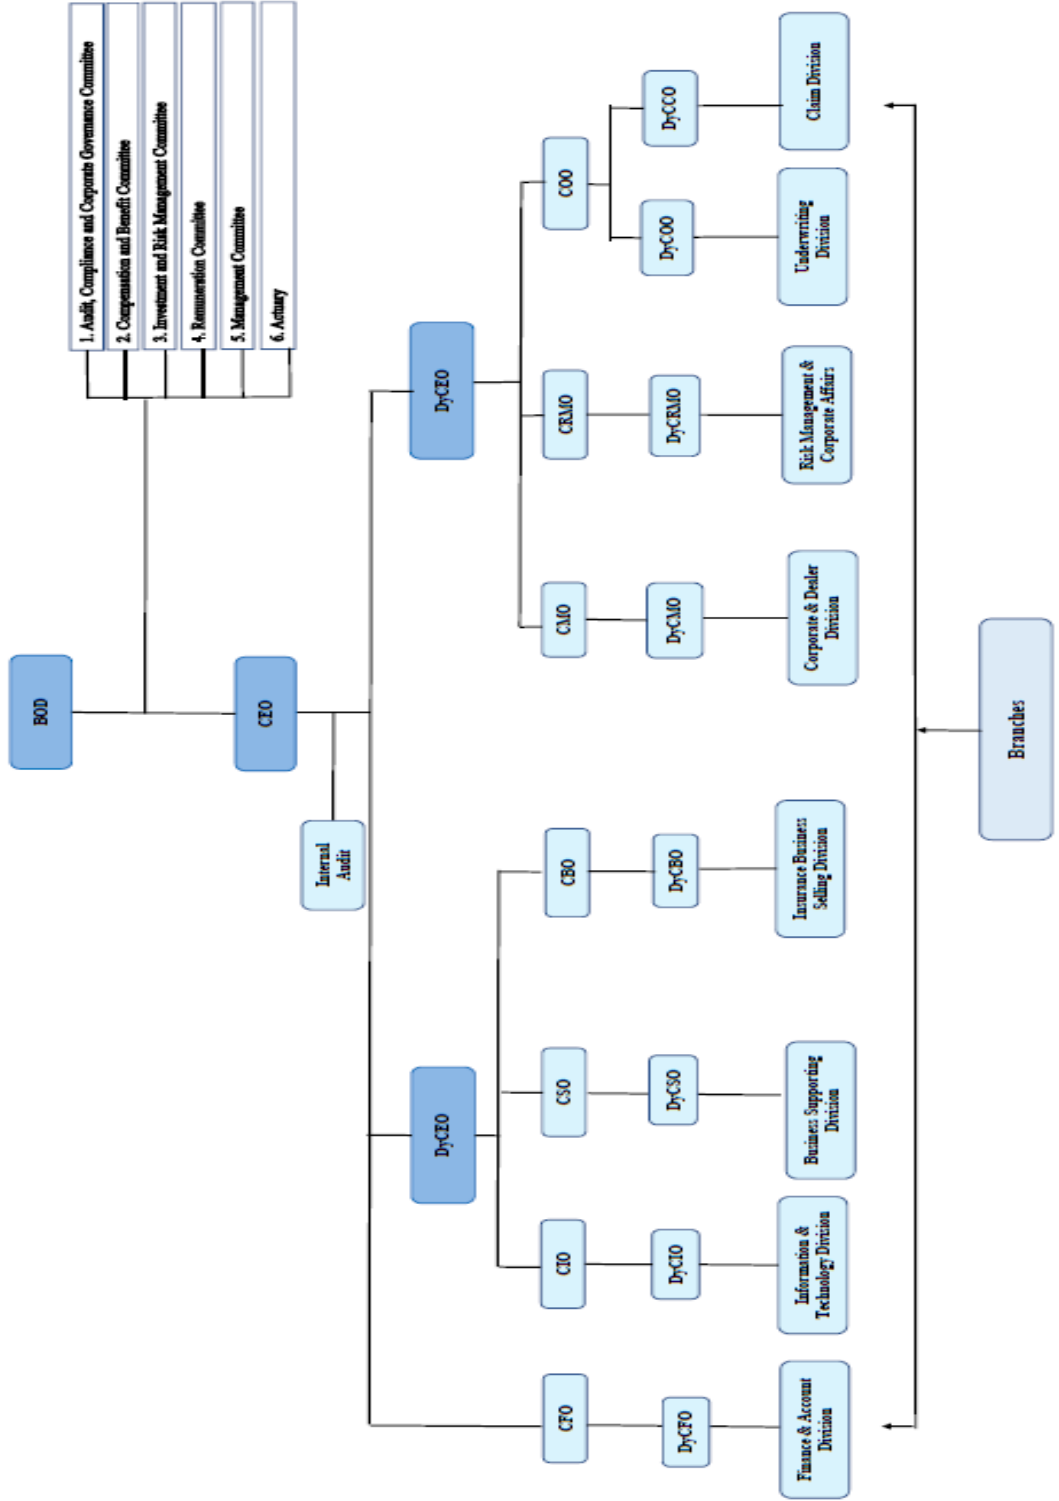 BOD
1. Audit, Compliance and Corporate Governance Committee
2. Compensation and Benefit Committee
3. Investment and Risk Management Committee
4. Remuneration Committee
5. Management Committee
6. Actuary
CEO
Internal
Audit
DyCEO
DyCEO
CFO
CIO
CSO
CBO
CMO
CRMO
COO
DyCFO
DyCIO
DyCSO
DyCBO
DyCMO
DyCRMO
DyCOO
DyCCO
Finance & Account
Division
Information &
Technology Division
Business Supporting
Division
Insurance Business
Selling Division
Corporate & Dealer
Division
Risk Management &
Corporate Affairs
Underwriting
Division
Claim Division
Branches